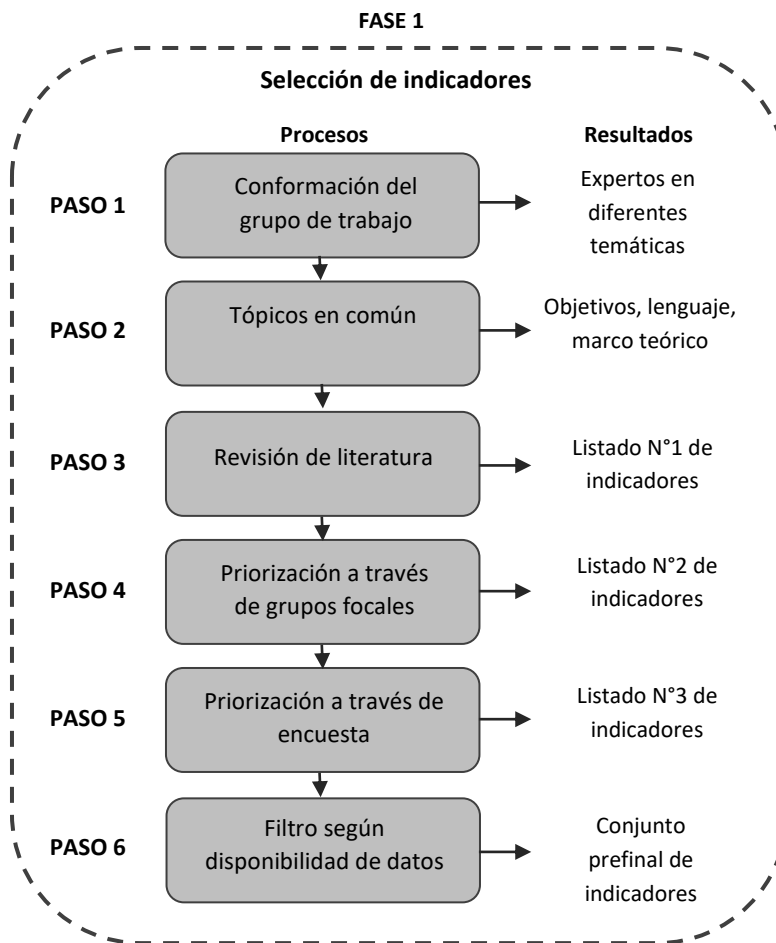 FASE 1
Selección de indicadores
Procesos
Resultados
PASO 1
Conformación del
grupo de trabajo
Expertos en
diferentes
temáticas
PASO 2
Tópicos en común
Objetivos, lenguaje,
marco teórico
PASO 3
Revisión de literatura
Listado N°1 de
indicadores
PASO 4
Priorización a través
de grupos focales
Listado N°2 de
indicadores
PASO 5
Priorización a través de
encuesta
Listado N°3 de
indicadores
PASO 6
Filtro según
disponibilidad de datos
Conjunto
prefinal de
indicadores